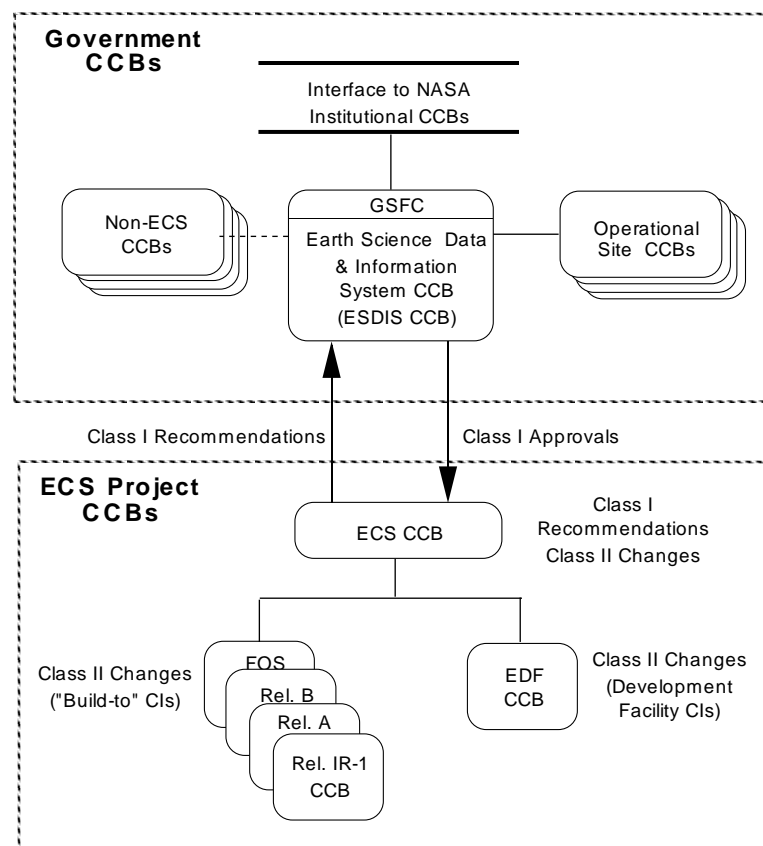 Government
CCBs
Interface to NASA
Institutional CCBs
Non-ECS
CCBs
GSFC
Earth Science Data
& Information
System CCB
(ESDIS CCB)
Operational
Site CCBs
Class I Recommendations
Class I Approvals
ECS Project
CCBs
ECS CCB
Class I
Recommendations
Class II Changes
Class II Changes
("Build-to" CIs)
FOS
Rel. B
Rel. A
Rel. IR-1
CCB
EDF
CCB
Class II Changes
(Development
Facility CIs)